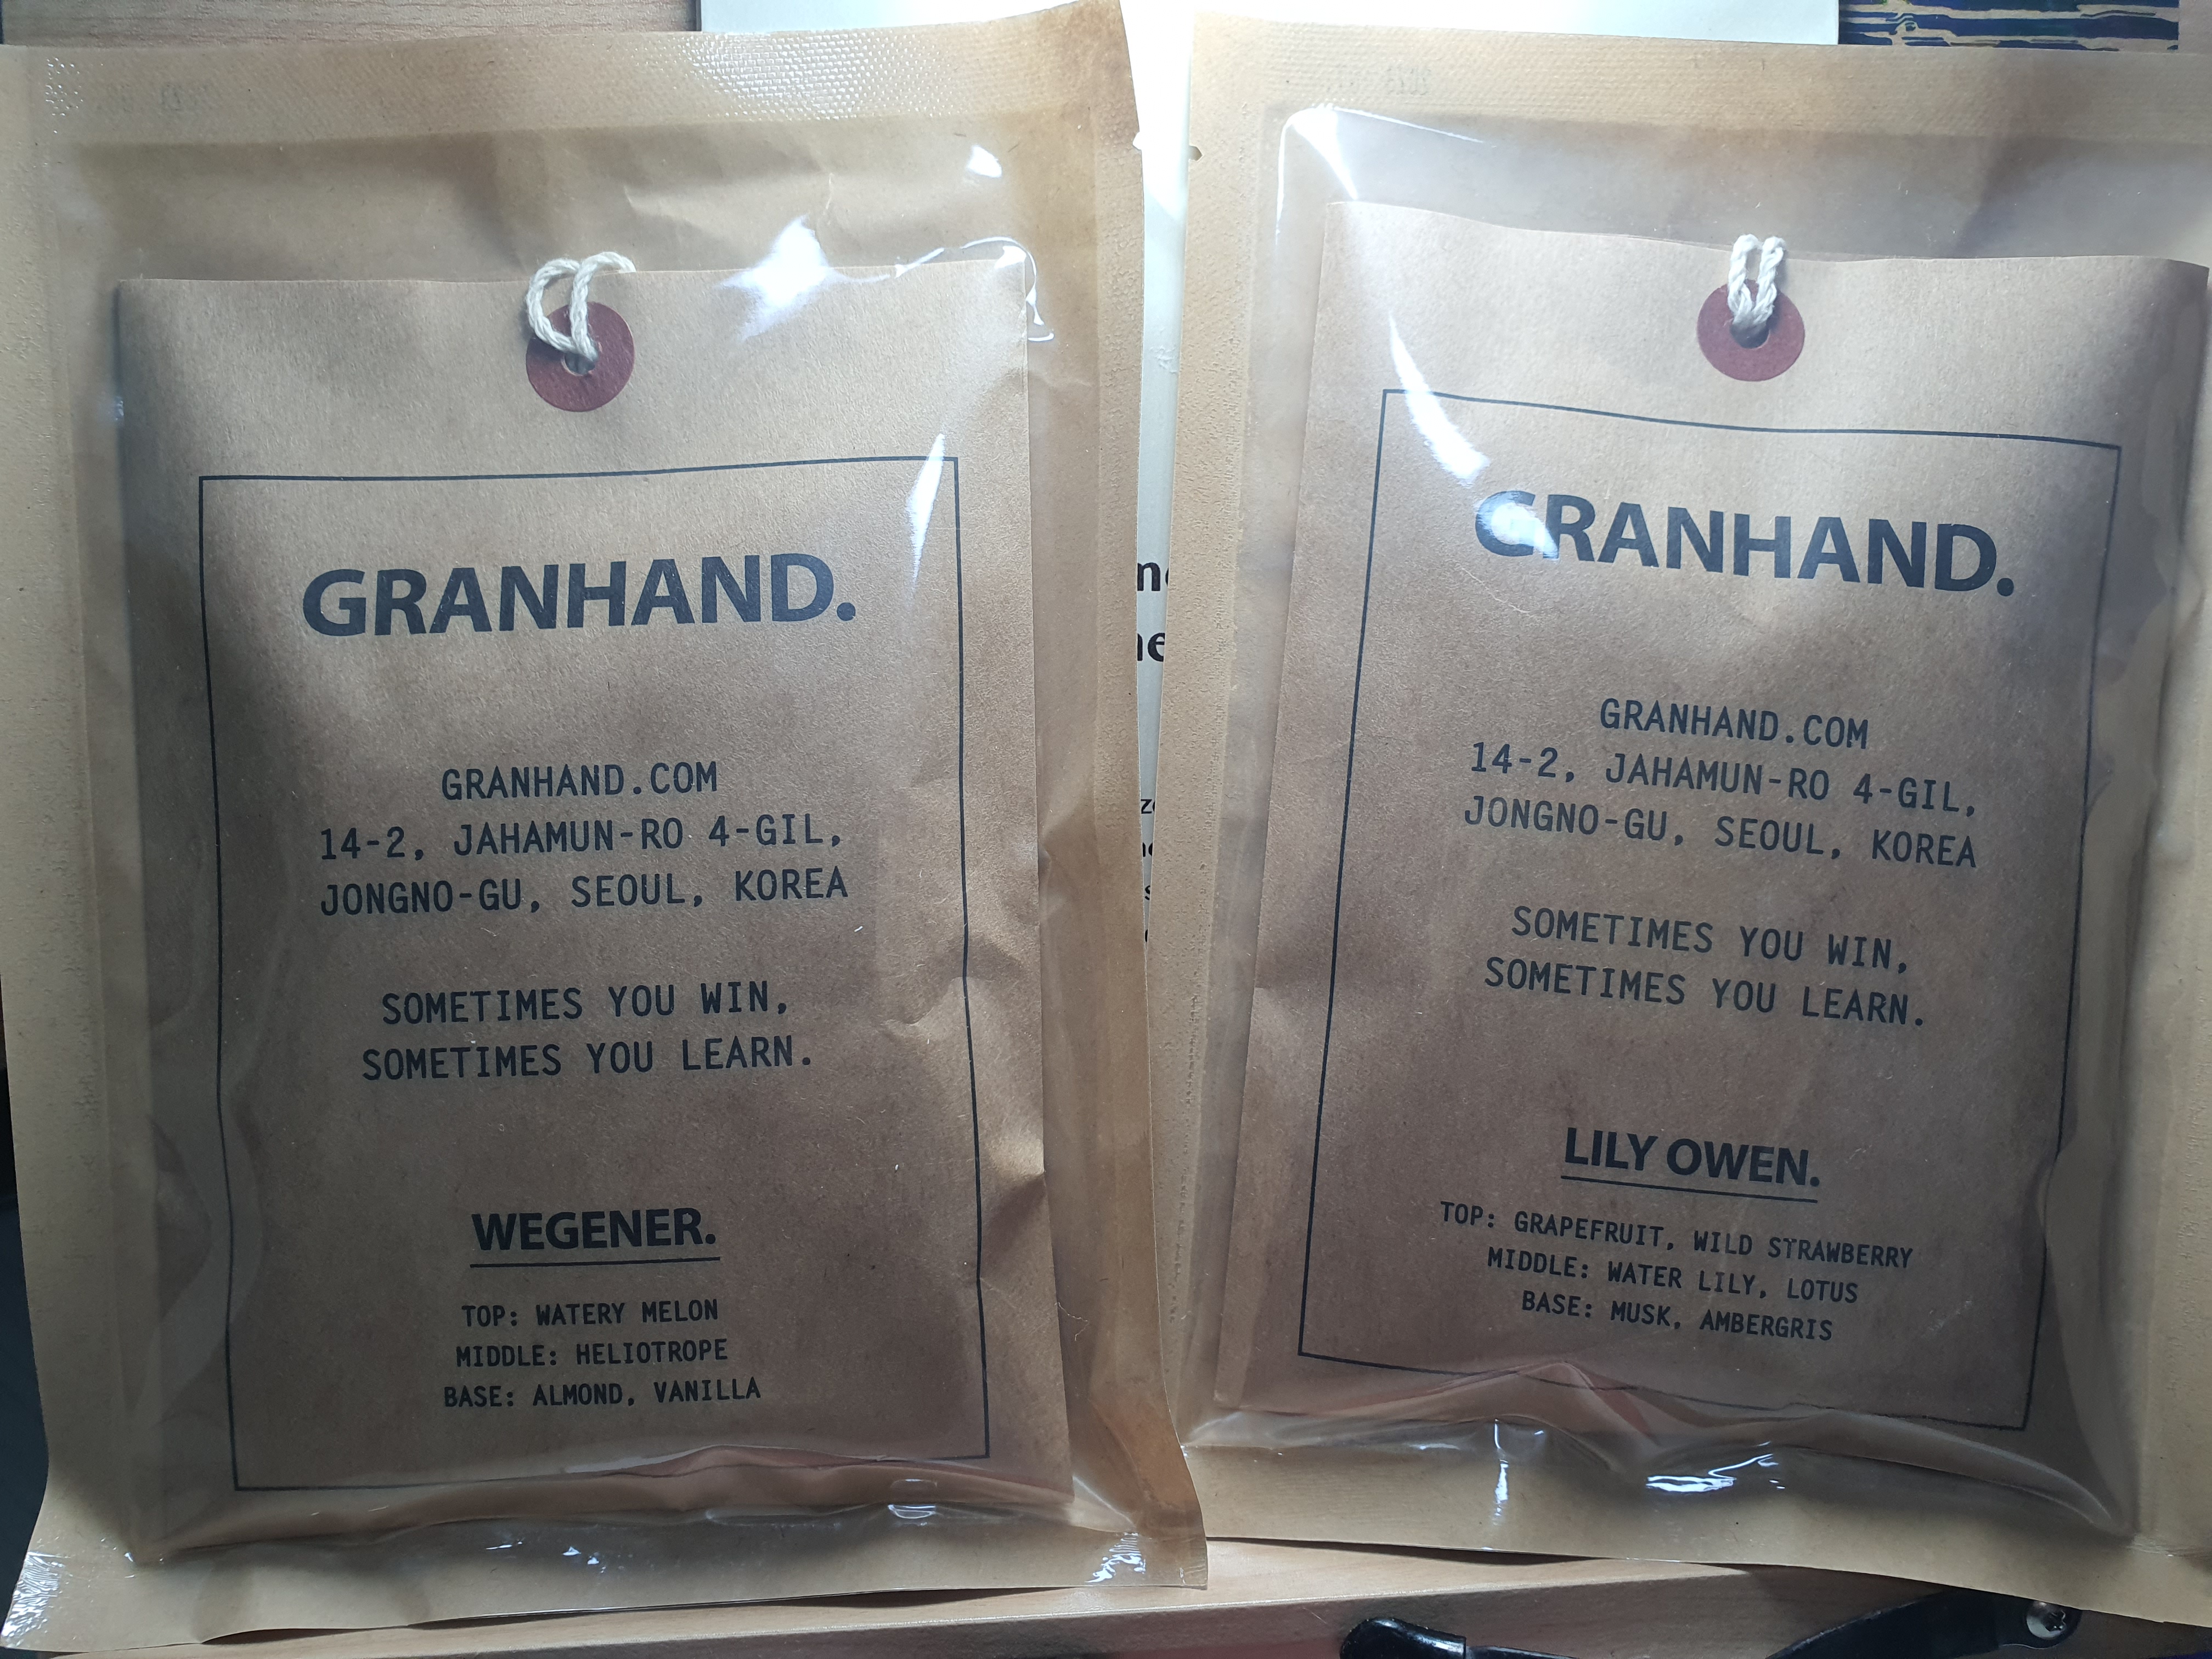 GRANHAND.
GRANHAND.COM
14-2, JAHAMUN-RO 4-GIL,
JONGNO-GU, SEOUL, KOREA
SOMETIMES YOU WIN,
SOMETIMES YOU LEARN.
WEGENER.
TOP: WATERY MELON
MIDDLE: HELIOTROPE
BASE: ALMOND, VANILLA
GRANHAND.
GRANHAND.COM
14-2, JAHAMUN-RO 4-GIL,
JONGNO-GU, SEOUL, KOREA
SOMETIMES YOU WIN,
SOMETIMES YOU LEARN.
LILY OWEN.
TOP: GRAPEFRUIT, WILD STRAWBERRY
MIDDLE: WATER LILY, LOTUS
BASE: MUSK, AMBERGRIS